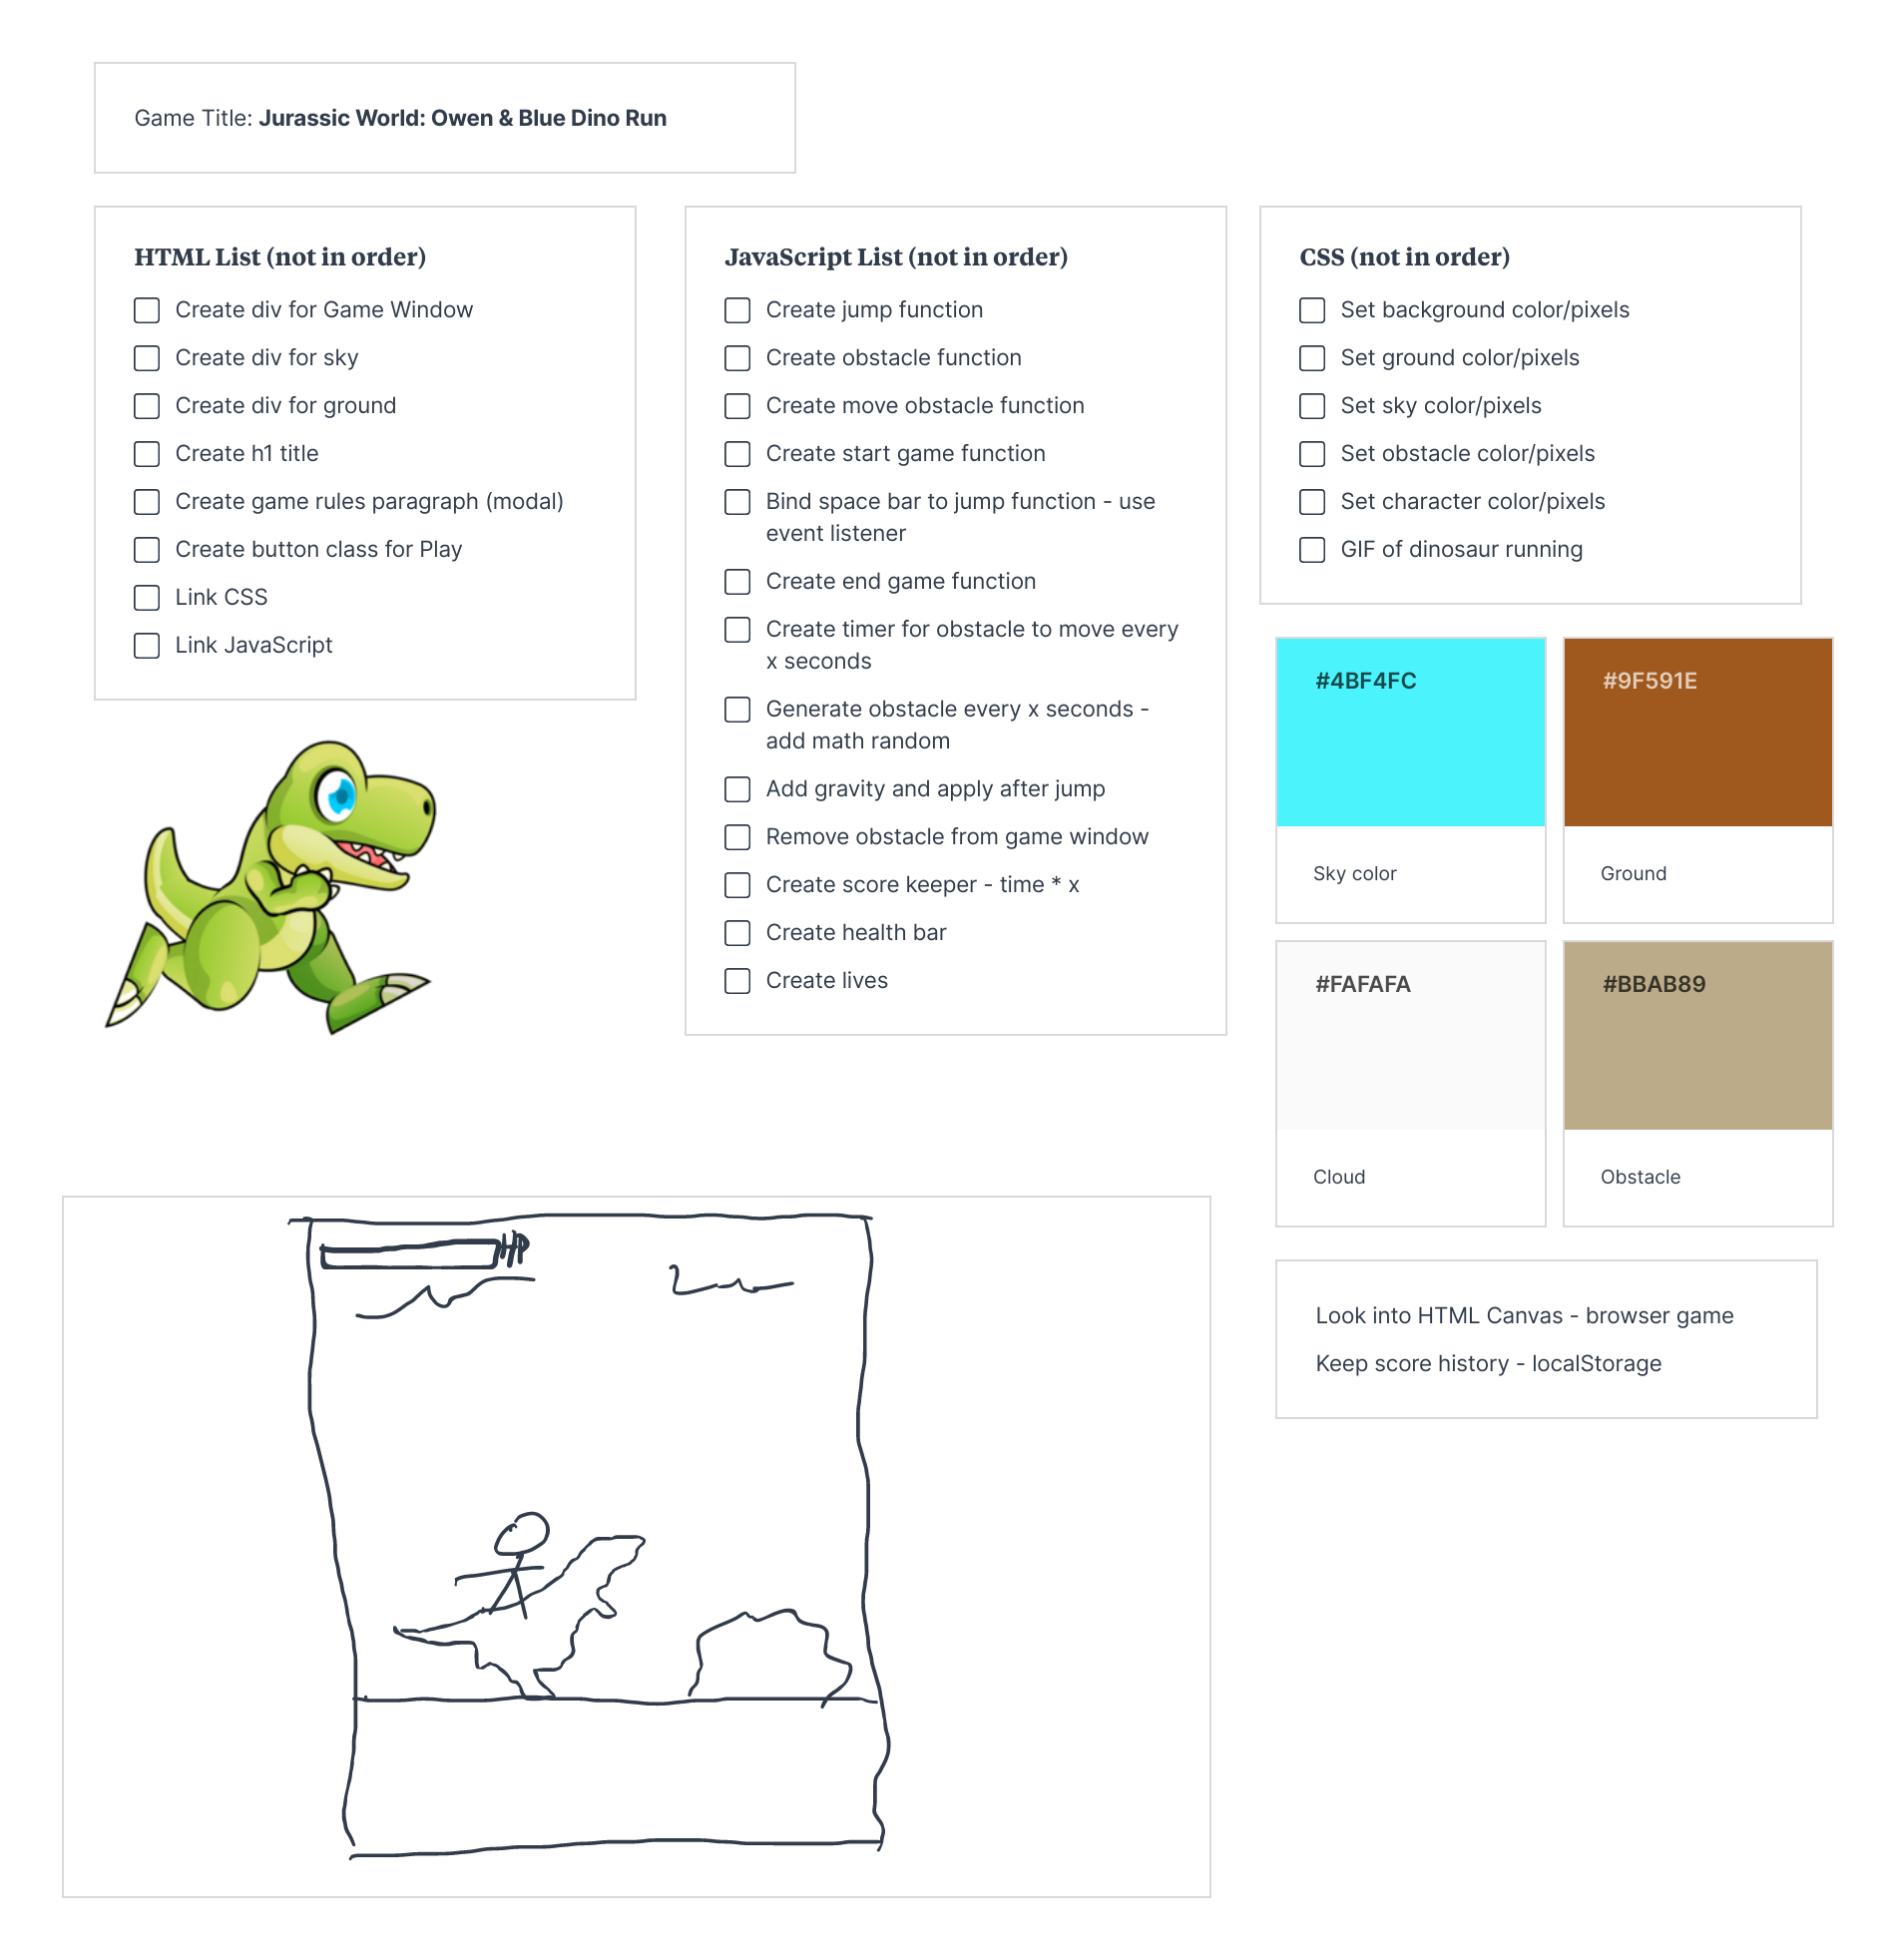 Game Title: Jurassic World: Owen & Blue Dino Run
HTML List (not in order)
Create div for Game Window
Create div for sky
Create div for ground
Create h1 title
Create game rules paragraph (modal)
Create button class for Play
Link CSS
Link JavaScript
JavaScript List (not in order)
Create jump function
Create obstacle function
Create move obstacle function
Create start game function
Bind space bar to jump function - use
event listener
Create end game function
Create timer for obstacle to move every
x seconds
Generate obstacle every x seconds -
add math random
Add gravity and apply after jump
Remove obstacle from game window
Create score keeper - time * x
Create health bar
Create lives
CSS (not in order)
Set background color/pixels
Set ground color/pixels
Set sky color/pixels
Set obstacle color/pixels
Set character color/pixels
GIF of dinosaur running
#4BF4FC
Sky color
#9F591E
Ground
#FAFAFA
Cloud
#BBAB89
Obstacle
Look into HTML Canvas - browser game
Keep score history - localStorage
HP